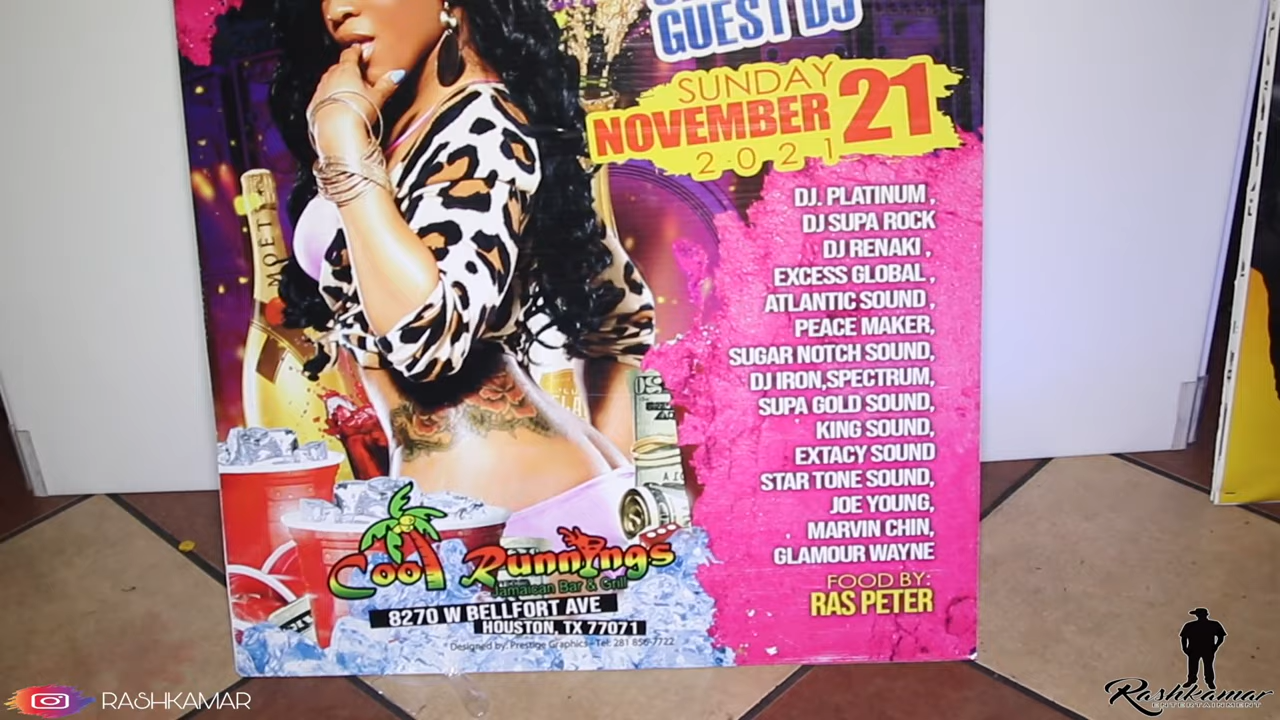 GUEST DJ
SUNDAY
NOVEMBER 21
2021
DJ. PLATINUM ,
DJ SUPA ROCK
DJ RENAKI ,
EXCESS GLOBAL ,
ATLANTIC SOUND ,
PEACE MAKER,
SUGAR NOTCH SOUND,
DJ IRON,SPECTRUM,
SUPA GOLD SOUND,
KING SOUND,
EXTACY SOUND
STAR TONE SOUND,
JOE YOUNG,
MARVIN CHIN,
GLAMOUR WAYNE
FOOD BY:
RAS PETER
MOET
Cool Runnings
Jamaican Bar & Grill
8270 W BELLFORT AVE
HOUSTON, TX 77071
Designed by: Prestige Graphics - Tel: 281 856-7722
RASHKAMAR
Rashkamar
ENTERTAINMENT